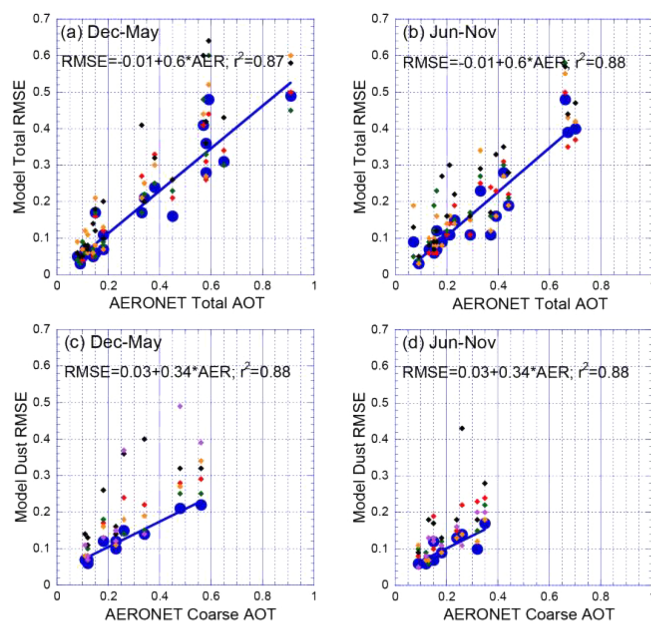 0.7
(a) Dec-May
RMSE=-0.01+0.6*AER; r²=0.87
0.6
0.5
0.4
0.3
0.2
0.1
0
Model Total RMSE
0 0.2 0.4 0.6 0.8 1
AERONET Total AOT
0.7
(b) Jun-Nov
RMSE=-0.01+0.6*AER; r²=0.88
0.6
0.5
0.4
0.3
0.2
0.1
0
Model Total RMSE
0 0.2 0.4 0.6 0.8 1
AERONET Total AOT
0.7
(c) Dec-May
RMSE=0.03+0.34*AER; r²=0.88
0.6
0.5
0.4
0.3
0.2
0.1
0
Model Dust RMSE
0 0.2 0.4 0.6 0.8 1
AERONET Coarse AOT
0.7
(d) Jun-Nov
RMSE=0.03+0.34*AER; r²=0.88
0.6
0.5
0.4
0.3
0.2
0.1
0
Model Dust RMSE
0 0.2 0.4 0.6 0.8 1
AERONET Coarse AOT